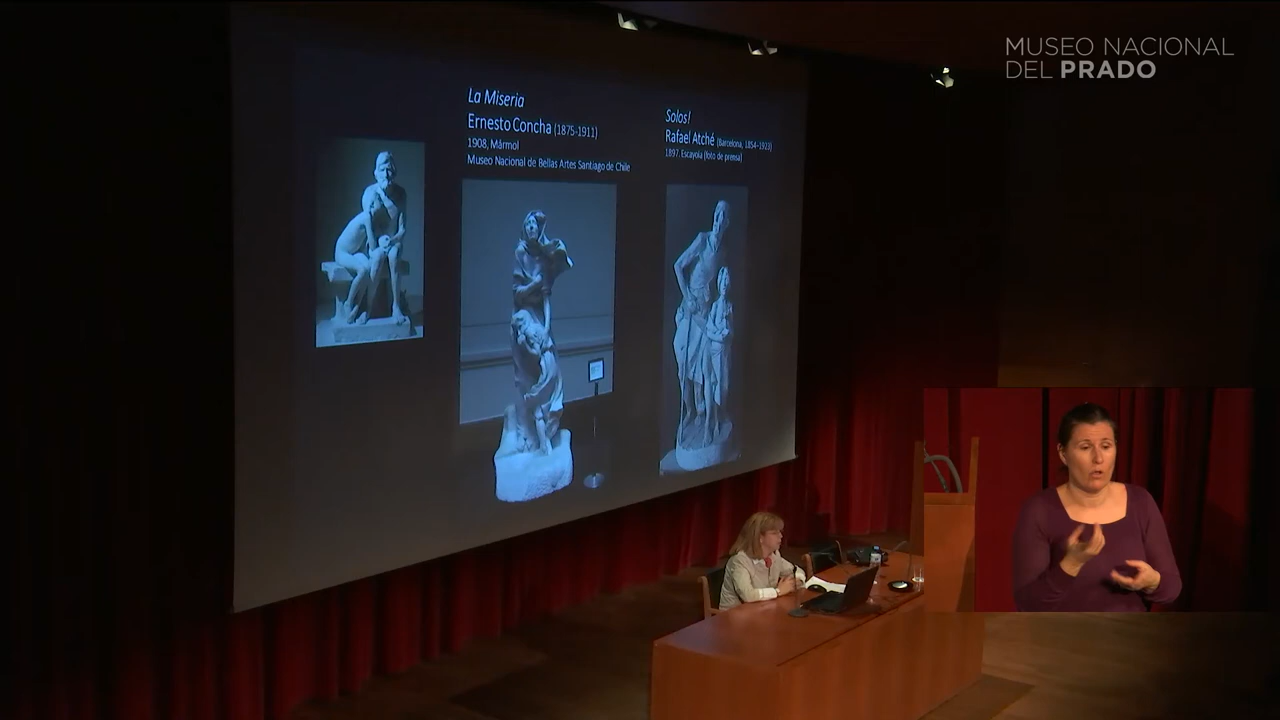 MUSEO NACIONAL
DEL PRADO
La Miseria
Ernesto Concha (1875-1911)
1908, Mármol
Museo Nacional de Bellas Artes Santiago de Chile
Solos!
Rafael Atché (Barcelona, 1854-1923)
1897. Escayola (foto de prensa)